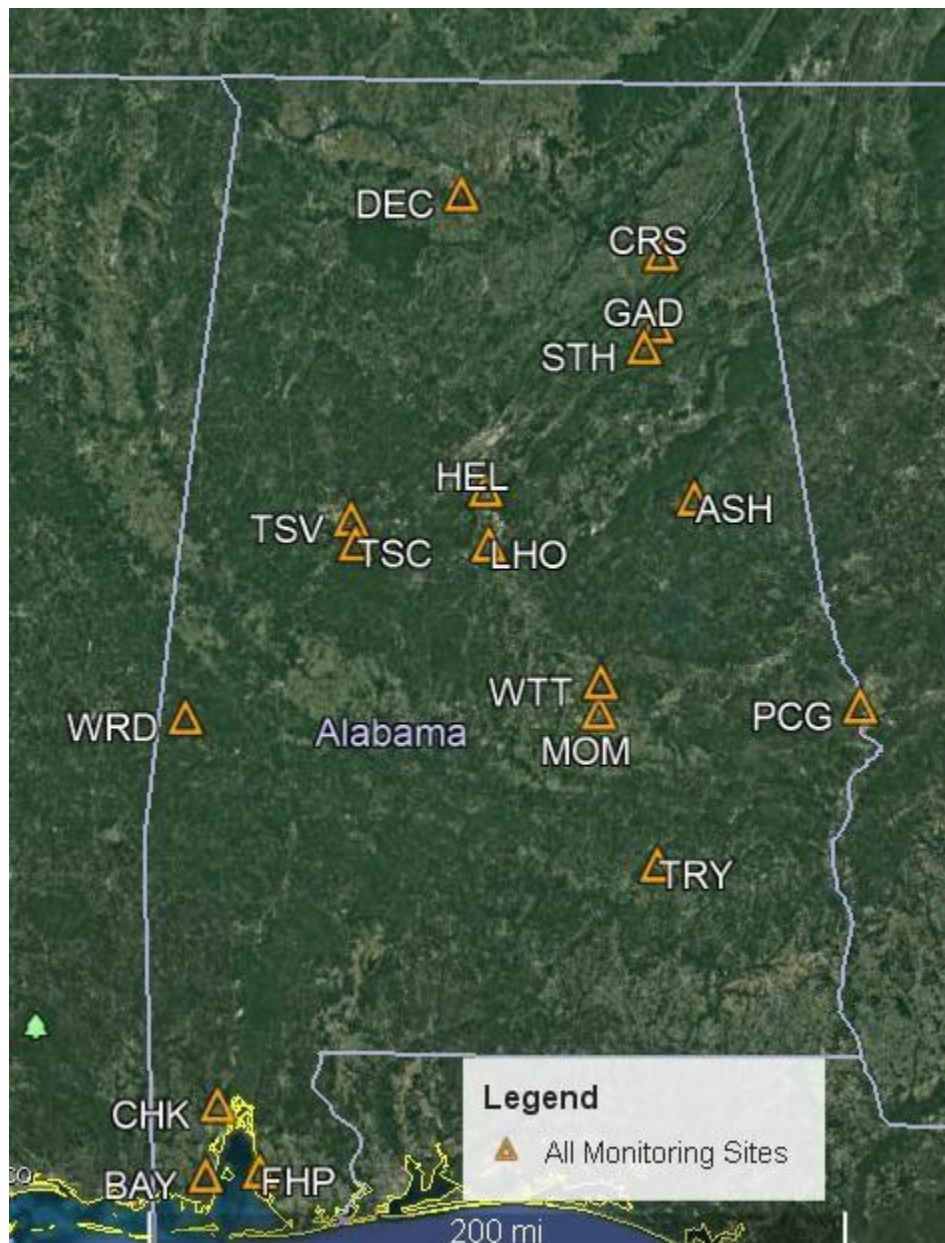 DEC
CRS
GAD
STH
HEL
TSV
TSC
LHO
ASH
WTT
MOM
PCG
WRD
Alabama
TRY
CHK
BAY
FHP
Legend
All Monitoring Sites
200 mi
co